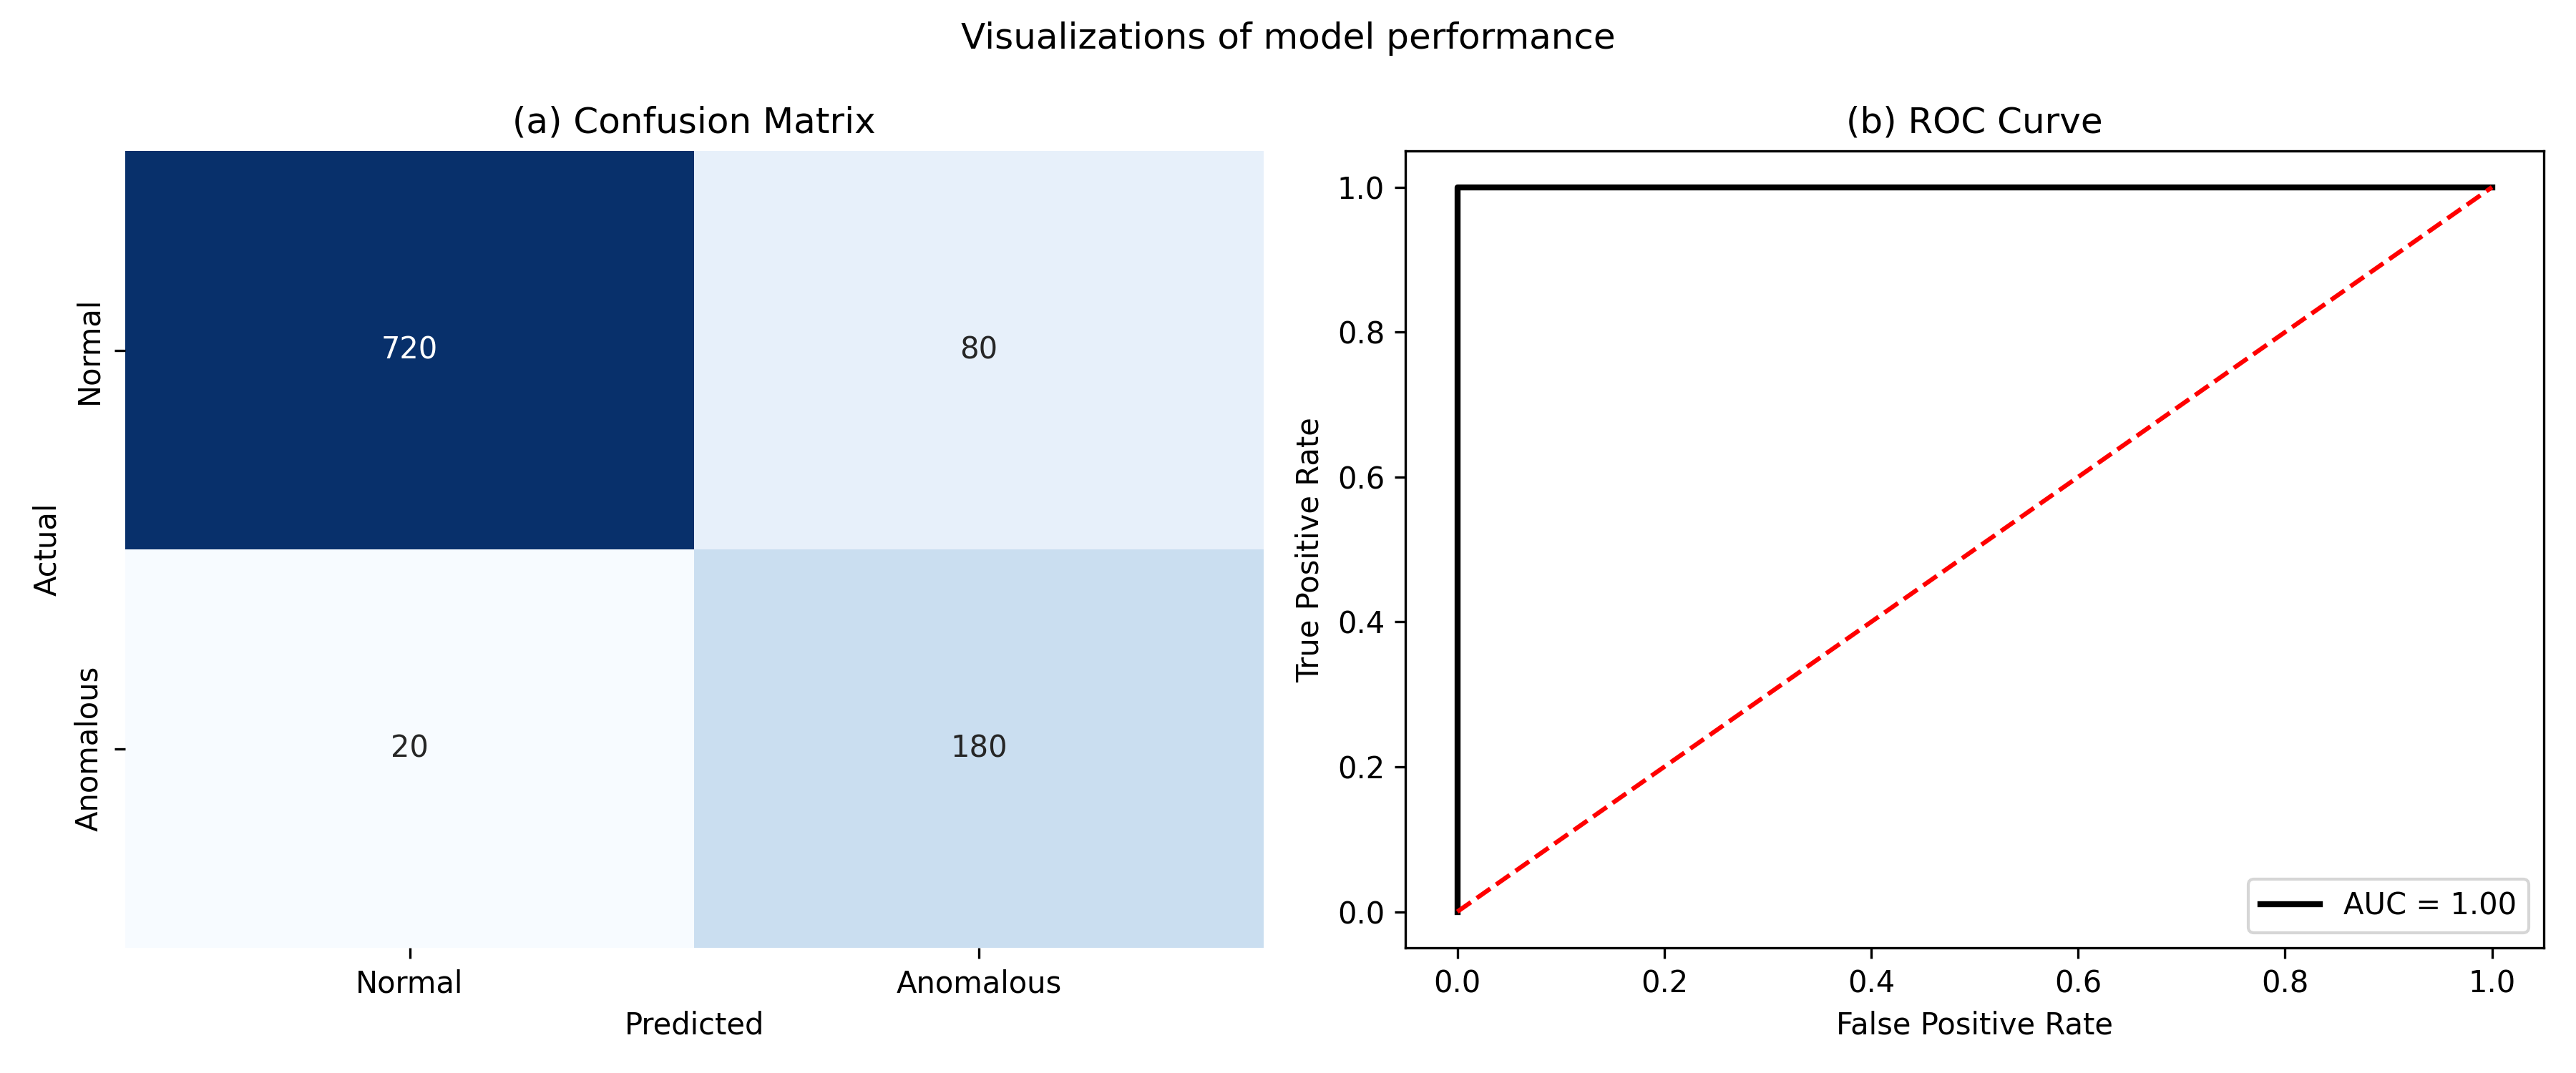 Visualizations of model performance
(a) Confusion Matrix
Actual
Normal
Anomalous
720
80
20
180
Normal
Anomalous
Predicted
(b) ROC Curve
True Positive Rate
1.0
0.8
0.6
0.4
0.2
0.0
AUC = 1.00
0.0
0.2
0.4
0.6
0.8
1.0
False Positive Rate